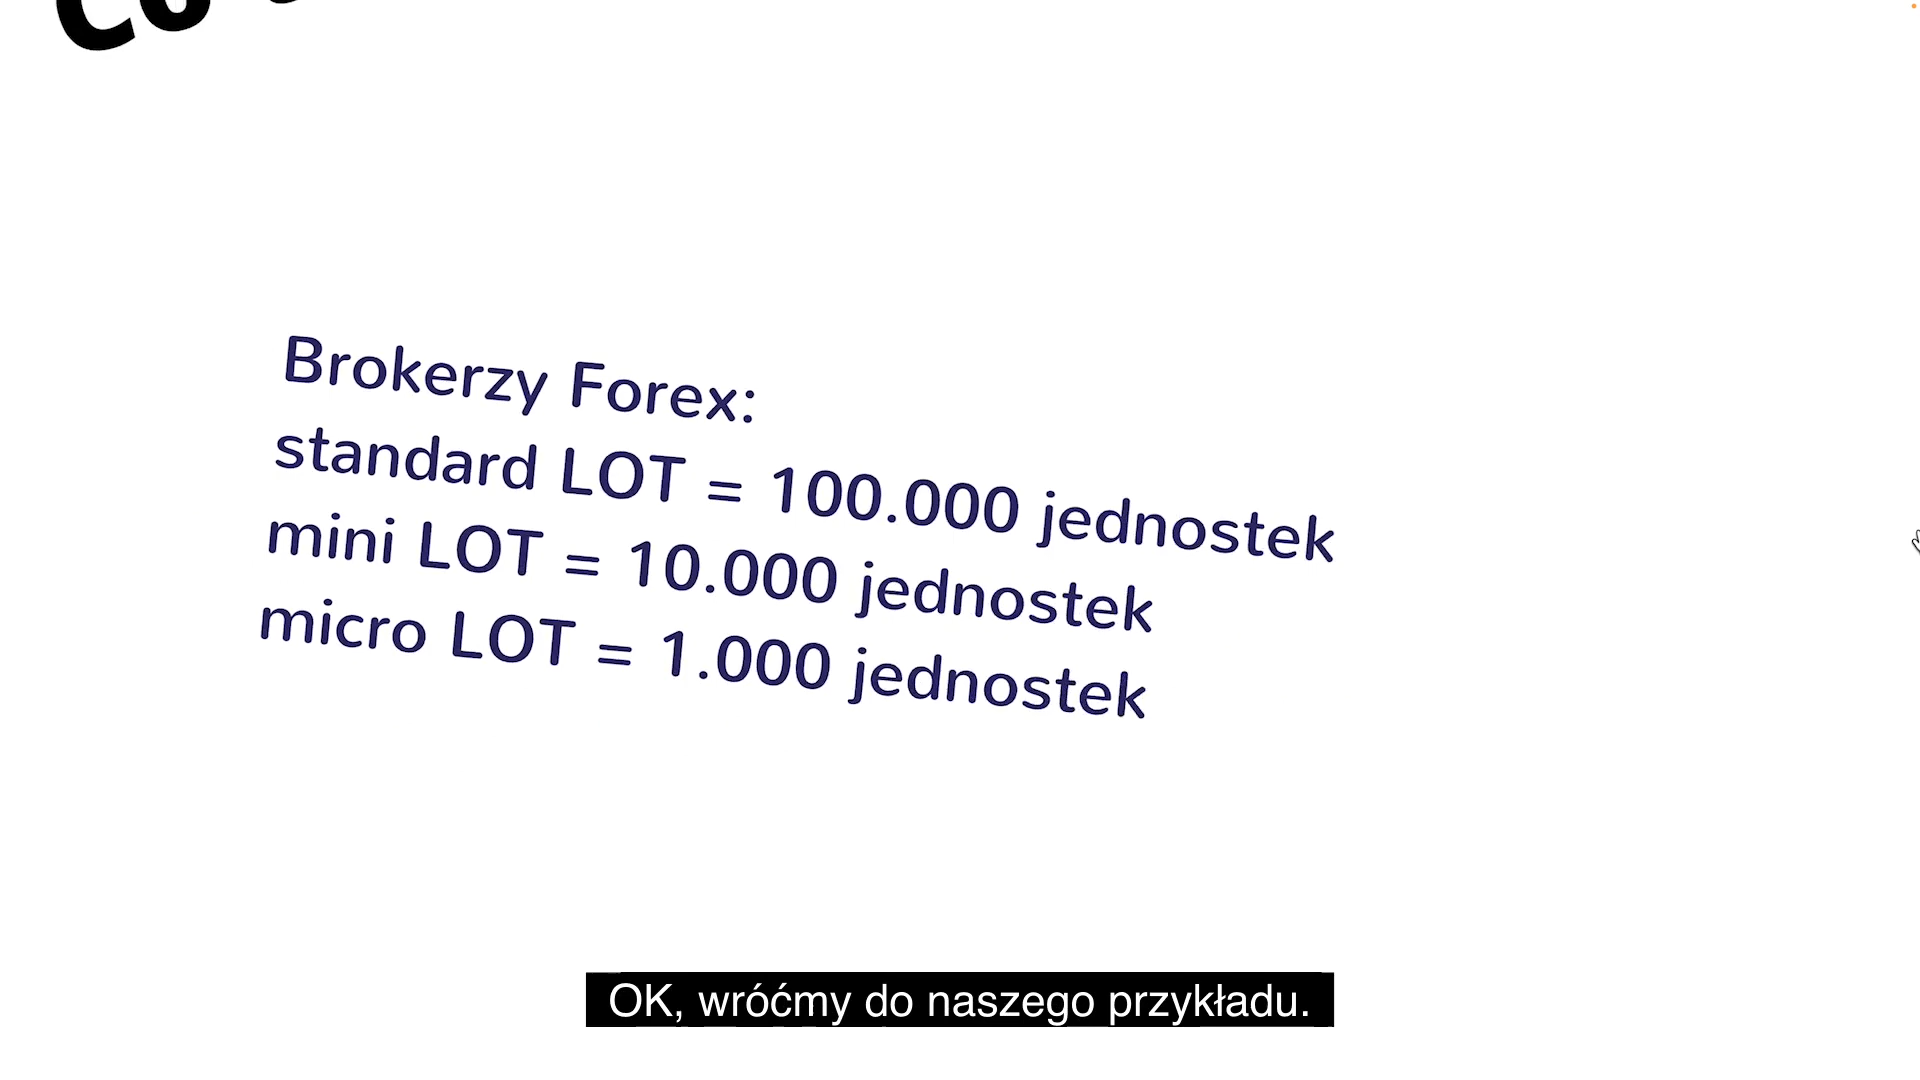 Brokerzy Forex:
standard LOT = 100.000 jednostek
mini LOT = 10.000 jednostek
micro LOT = 1.000 jednostek
OK, wróćmy do naszego przykładu.